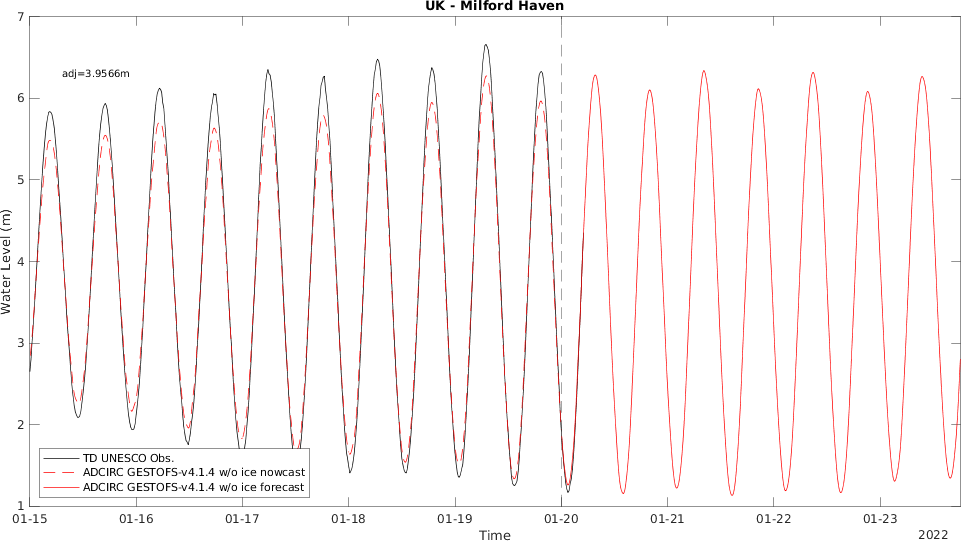 UK - Milford Haven
adj=3.9566m
Water Level (m)
7
6
5
4
3
2
1
TD UNESCO Obs.
ADCIRC GESTOFS-v4.1.4 w/o ice nowcast
ADCIRC GESTOFS-v4.1.4 w/o ice forecast
01-15 01-16 01-17 01-18 01-19 01-20 01-21 01-22 01-23
Time
2022